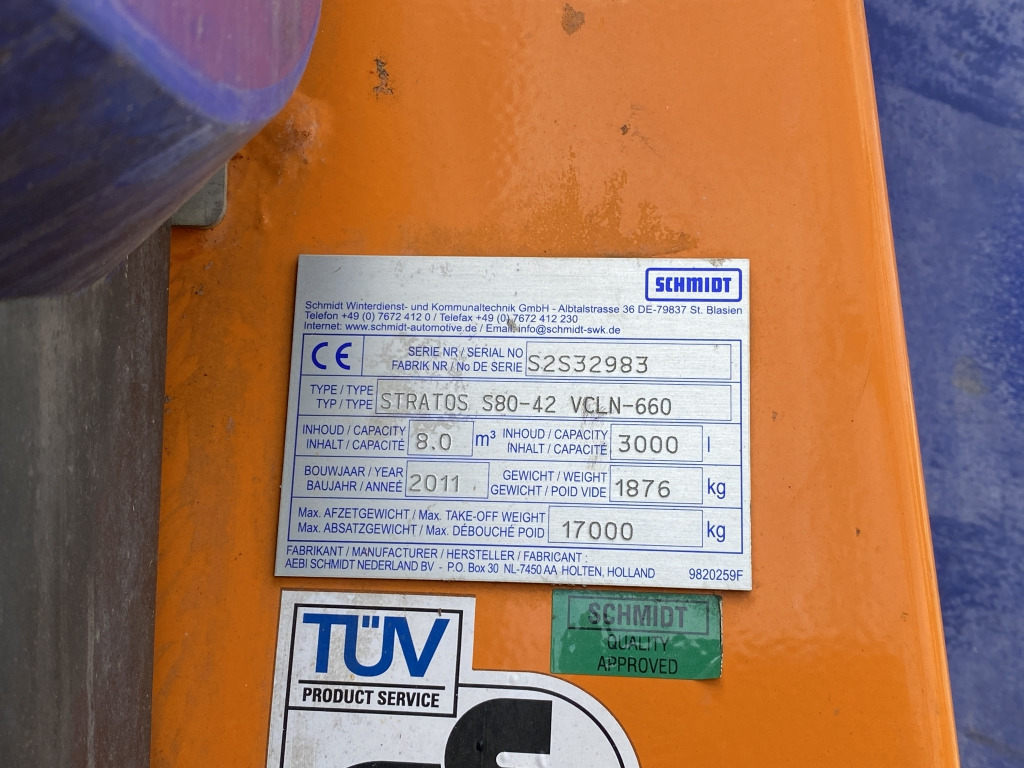 SCHMIDT
Schmidt Winterdienst- und Kommunaltechnik GmbH - Albtalstrasse 36 DE-79837 St. Blasien
Telefon +49 (0) 7672 412 0 / Telefax +49 (0) 7672 412 230
Internet: www.schmidt-automotive.de / Email: info@schmidt-swk.de
CE SERIE NR / SERIAL NO S2S32983
FABRIK NR / No DE SERIE
TYPE / TYPE STRATOS S80-42 VCLN-660
TYP / TYPE
INHOUD / CAPACITY 8.0 m³ INHOUD / CAPACITY 3000 l
INHALT / CAPACITÉ INHALT / CAPACITÉ
BOUWJAAR / YEAR 2011 GEWICHT / WEIGHT 1876 kg
BAUJAHR / ANNEÉ GEWICHT / POID VIDE
Max. AFZETGEWICHT / Max. TAKE-OFF WEIGHT 17000 kg
Max. ABSATZGEWICHT / Max. DÉBOUCHÉ POID
FABRIKANT / MANUFACTURER / HERSTELLER / FABRICANT :
AEBI SCHMIDT NEDERLAND BV - P.O. Box 30 NL-7450 AA HOLTEN, HOLLAND 9820259F
TÜV
PRODUCT SERVICE
SCHMIDT
QUALITY
APPROVED